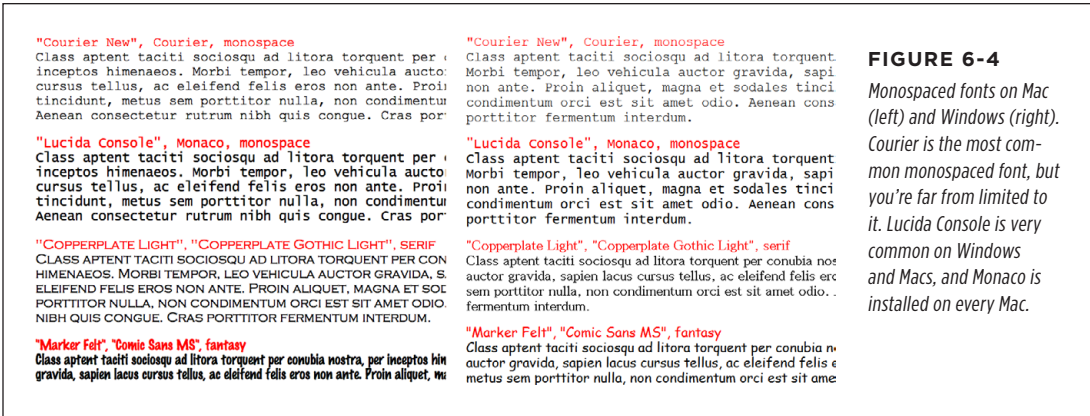 "Courier New", Courier, monospace
Class aptent taciti sociosqu ad litora torquent per
inceptos himenaeos. Morbi tempor, leo vehicula aucto
cursus tellus, ac eleifend felis eros non ante. Proi
tincidunt, metus sem porttitor nulla, non condimentu
Aenean consectetur rutrum nibh quis congue. Cras por
"Lucida Console", Monaco, monospace
Class aptent taciti sociosqu ad litora torquent per
inceptos himenaeos. Morbi tempor, leo vehicula aucto
cursus tellus, ac eleifend felis eros non ante. Proi
tincidunt, metus sem porttitor nulla, non condimentu
Aenean consectetur rutrum nibh quis congue. Cras por
"Copperplate Light", "Copperplate Gothic Light", serif
Class aptent taciti sociosqu ad litora torquent per con
himenaeos. Morbi tempor, leo vehicula auctor gravida, s
eleifend felis eros non ante. Proin aliquet, magna et sod
porttitor nulla, non condimentum orci est sit amet odio.
nibh quis congue. Cras porttitor fermentum interdum.
"Marker Felt", "Comic Sans MS", fantasy
Class aptent taciti sociosqu ad litora torquent per conubia nostra, per inceptos him
gravida, sapien lacus cursus tellus, ac eleifend felis eros non ante. Proin aliquet, ma
"Courier New", Courier, monospace
Class aptent taciti sociosqu ad litora torquent
Morbi tempor, leo vehicula auctor gravida, sapi
non ante. Proin aliquet, magna et sodales tinci
condimentum orci est sit amet odio. Aenean cons
porttitor fermentum interdum.
"Lucida Console", Monaco, monospace
Class aptent taciti sociosqu ad litora torquent
Morbi tempor, leo vehicula auctor gravida, sapi
non ante. Proin aliquet, magna et sodales tinci
condimentum orci est sit amet odio. Aenean cons
porttitor fermentum interdum.
"Copperplate Light", "Copperplate Gothic Light", serif
Class aptent taciti sociosqu ad litora torquent per conubia nos
auctor gravida, sapien lacus cursus tellus, ac eleifend felis erc
sem porttitor nulla, non condimentum orci est sit amet odio. .
fermentum interdum.
"Marker Felt", "Comic Sans MS", fantasy
Class aptent taciti sociosqu ad litora torquent per conubia n
auctor gravida, sapien lacus cursus tellus, ac eleifend felis e
metus sem porttitor nulla, non condimentum orci est sit ame
FIGURE 6-4
Monospaced fonts on Mac
(left) and Windows (right).
Courier is the most com-
mon monospaced font, but
you're far from limited to
it. Lucida Console is very
common on Windows
and Macs, and Monaco is
installed on every Mac.